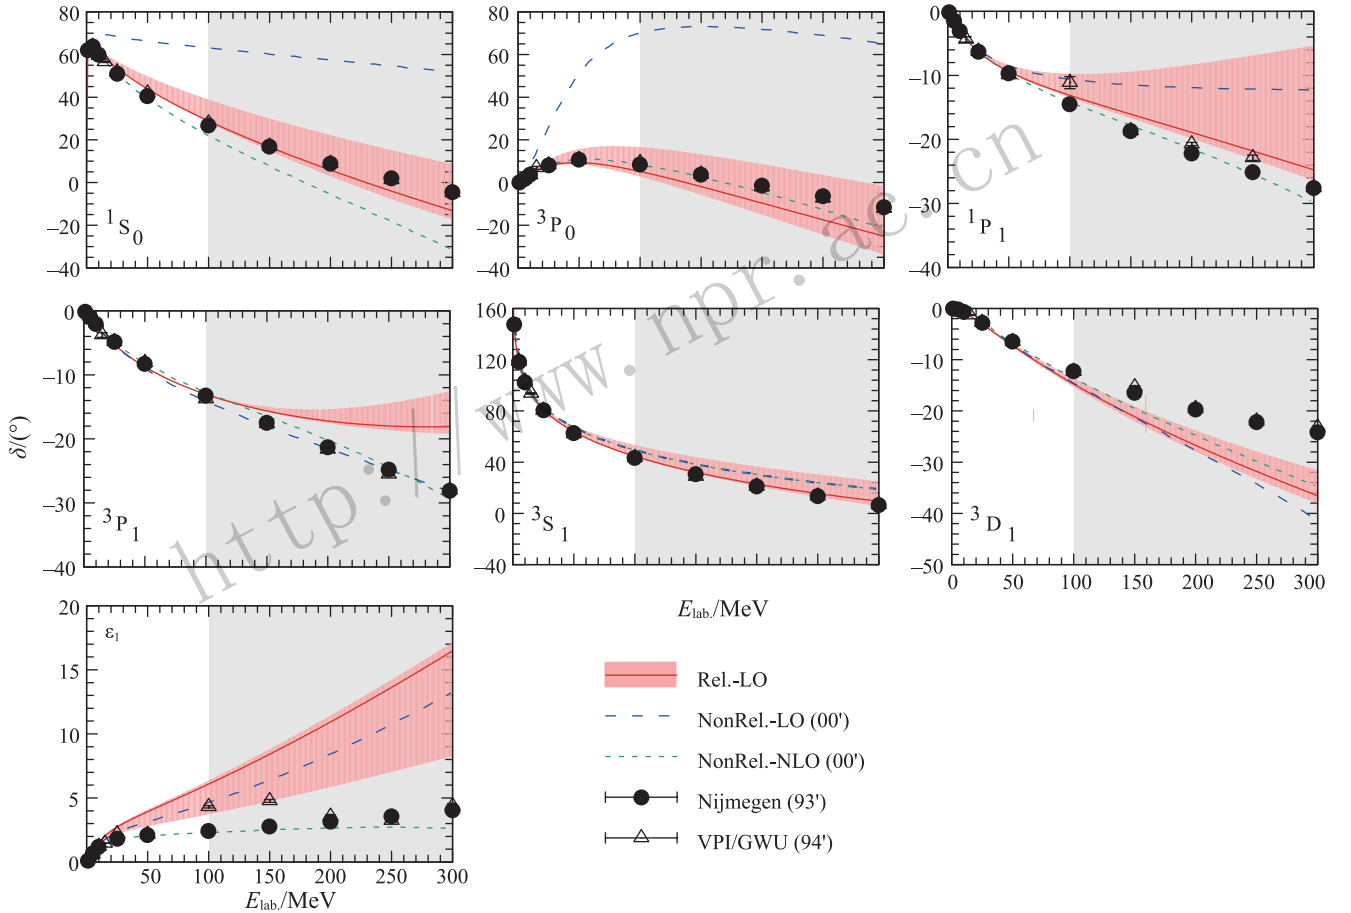 80
60
40
20
0
−20
−40
1S0
80
60
40
20
0
−20
−40
3P0
0
−10
−20
−30
−40
1P1
δ/(°)
0
−10
−20
−30
−40
3P1
160
120
80
40
0
−40
3S1
0
−10
−20
−30
−40
−50
3D1
0 50 100 150 200 250 300
Elab./MeV
20
15
10
5
0
ε1
50 100 150 200 250 300
Elab./MeV
Rel.-LO
NonRel.-LO (00')
NonRel.-NLO (00')
Nijmegen (93')
VPI/GWU (94')
http://www.npr.ac.cn